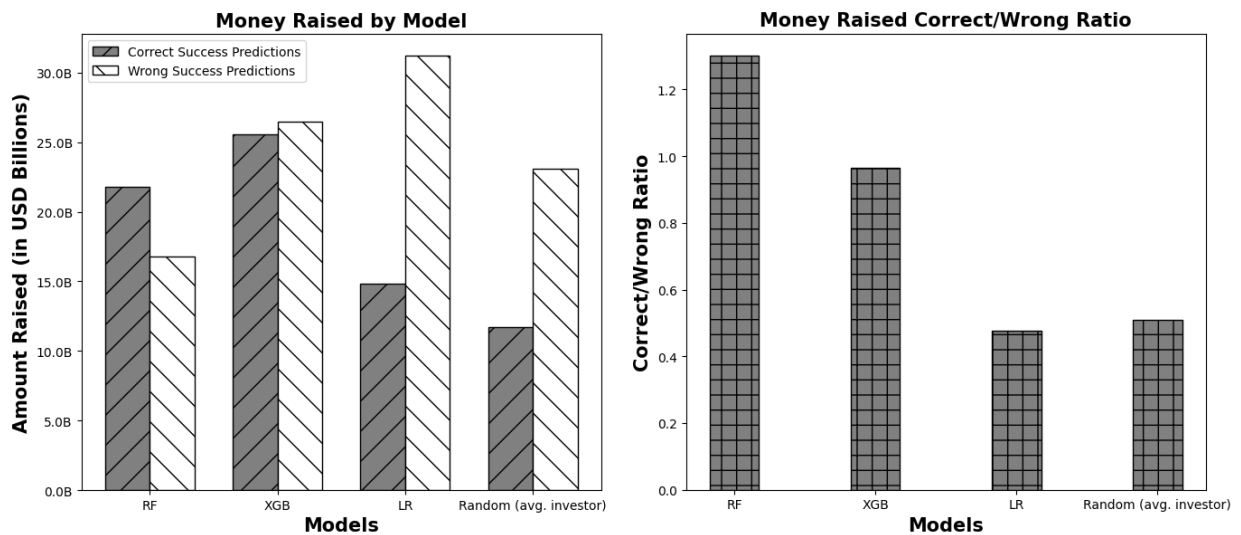 Money Raised by Model
Correct Success Predictions
Wrong Success Predictions
Amount Raised (in USD Billions)
30.0B
25.0B
20.0B
15.0B
10.0B
5.0B
0.0B
RF XGB LR Random (avg. investor)
Models
Money Raised Correct/Wrong Ratio
Correct/Wrong Ratio
1.2
1.0
0.8
0.6
0.4
0.2
0.0
RF XGB LR Random (avg. investor)
Models